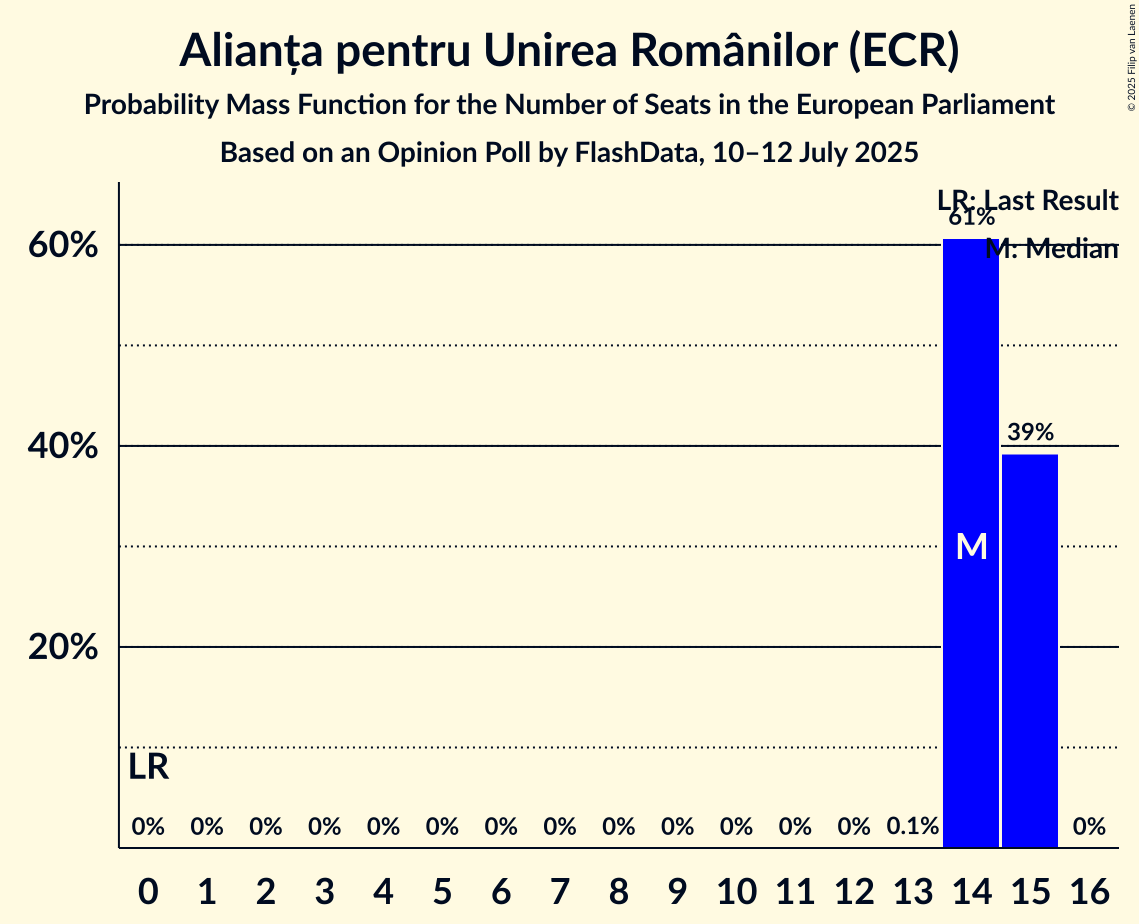 Alianța pentru Unirea Românilor (ECR)
Probability Mass Function for the Number of Seats in the European Parliament
Based on an Opinion Poll by FlashData, 10–12 July 2025
© 2025 Filip van Laenen
LR: Last Result
M: Median
60%
40%
20%
61%
39%
M
LR
0% 0% 0% 0% 0% 0% 0% 0% 0% 0% 0% 0% 0% 0.1% 0%
0 1 2 3 4 5 6 7 8 9 10 11 12 13 14 15 16